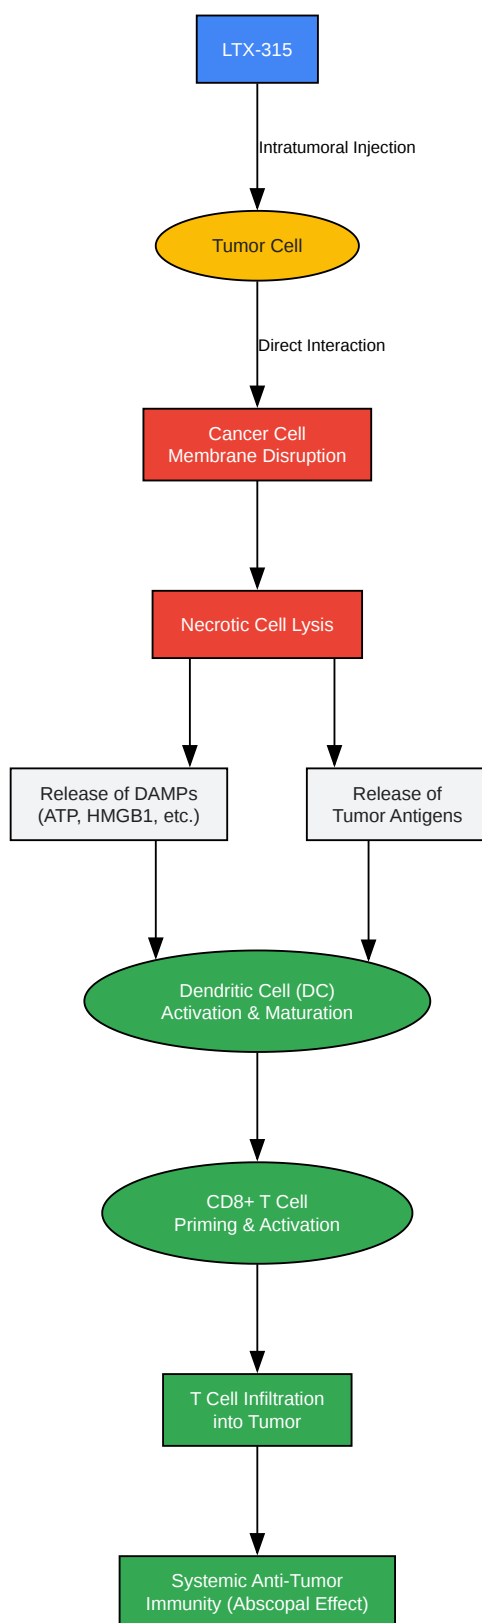 LTX-315
Intratumoral Injection
Tumor Cell
Direct Interaction
Cancer Cell
Membrane Disruption
Necrotic Cell Lysis
Release of DAMPs
(ATP, HMGB1, etc.)
Release of
Tumor Antigens
Dendritic Cell (DC)
Activation & Maturation
CD8+ T Cell
Priming & Activation
T Cell Infiltration
into Tumor
Systemic Anti-Tumor
Immunity (Abscopal Effect)